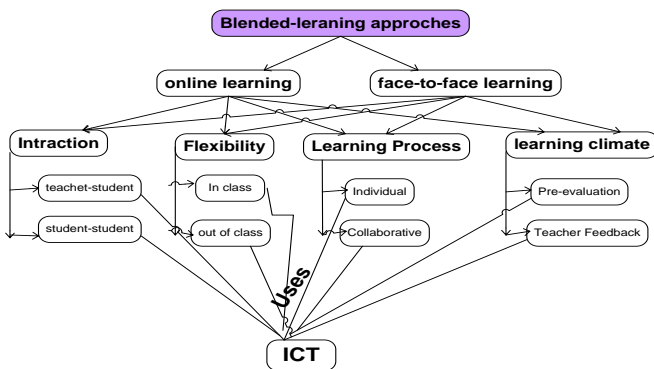 Blended-leraning approches
online learning
face-to-face learning
Intraction
Flexibility
Learning Process
learning climate
teachet-student
In class
Individual
Pre-evaluation
student-student
out of class
Collaborative
Teacher Feedback
Uses
ICT